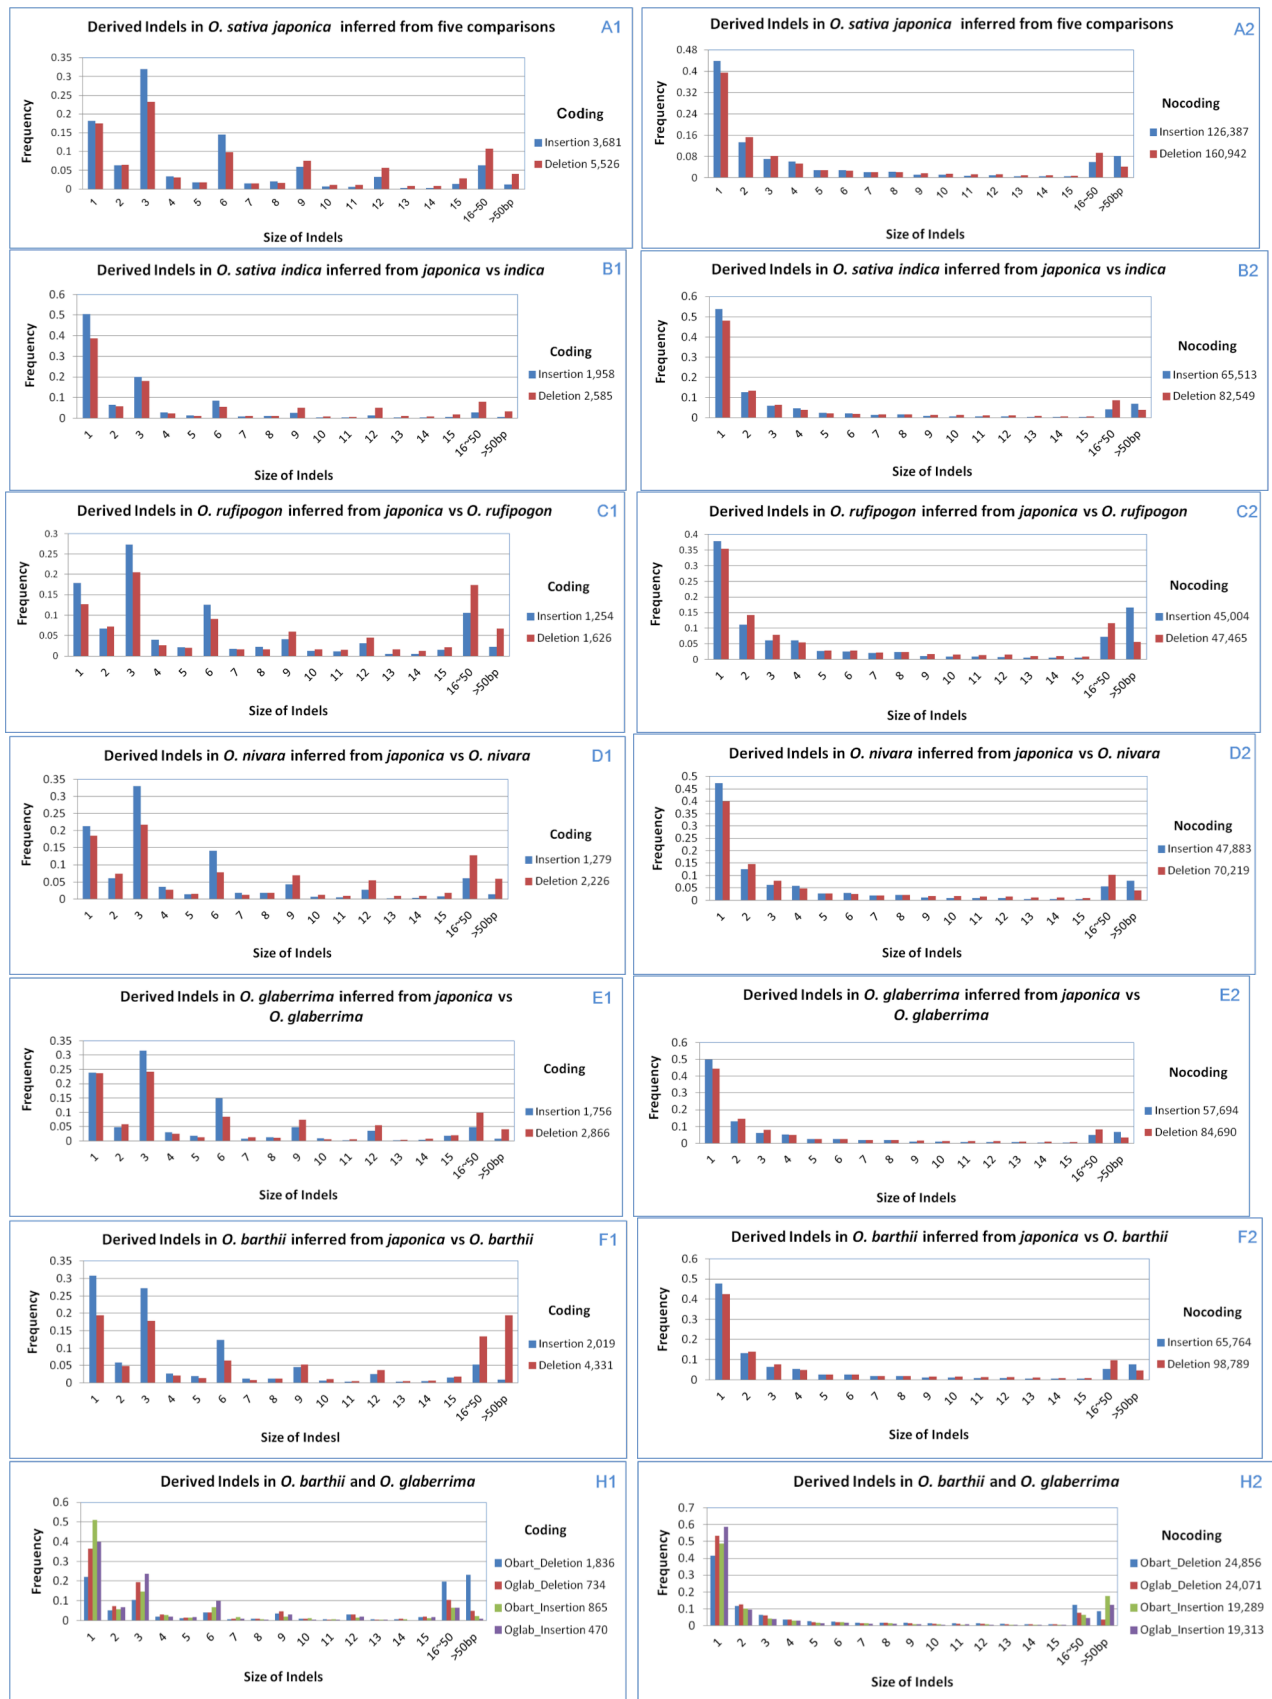 Derived Indels in O. sativa japonica inferred from five comparisons
A1
0.35
0.3
0.25
0.2
0.15
0.1
0.05
0
Frequency
1 2 3 4 5 6 7 8 9 10 11 12 13 14 15 16~50 >50bp
Size of Indels
Coding
Insertion 3,681
Deletion 5,526
Derived Indels in O. sativa japonica inferred from five comparisons
A2
0.48
0.4
0.32
0.24
0.16
0.08
0
Frequency
1 2 3 4 5 6 7 8 9 10 11 12 13 14 15 16~50 >50bp
Size of Indels
Nocoding
Insertion 126,387
Deletion 160,942
Derived Indels in O. sativa indica inferred from japonica vs indica
B1
0.6
0.5
0.4
0.3
0.2
0.1
0
Frequency
1 2 3 4 5 6 7 8 9 10 11 12 13 14 15 16~50 >50bp
Size of Indels
Coding
Insertion 1,958
Deletion 2,585
Derived Indels in O. sativa indica inferred from japonica vs indica
B2
0.6
0.5
0.4
0.3
0.2
0.1
0
Frequency
1 2 3 4 5 6 7 8 9 10 11 12 13 14 15 16~50 >50bp
Size of Indels
Nocoding
Insertion 65,513
Deletion 82,549
Derived Indels in O. rufipogon inferred from japonica vs O. rufipogon
C1
0.3
0.25
0.2
0.15
0.1
0.05
0
Frequency
1 2 3 4 5 6 7 8 9 10 11 12 13 14 15 16~50 >50bp
Size of Indels
Coding
Insertion 1,254
Deletion 1,626
Derived Indels in O. rufipogon inferred from japonica vs O. rufipogon
C2
0.4
0.35
0.3
0.25
0.2
0.15
0.1
0.05
0
Frequency
1 2 3 4 5 6 7 8 9 10 11 12 13 14 15 16~50 >50bp
Size of Indels
Nocoding
Insertion 45,004
Deletion 47,465
Derived Indels in O. nivara inferred from japonica vs O. nivara
D1
0.35
0.3
0.25
0.2
0.15
0.1
0.05
0
Frequency
1 2 3 4 5 6 7 8 9 10 11 12 13 14 15 16~50 >50bp
Size of Indels
Coding
Insertion 1,279
Deletion 2,226
Derived Indels in O. nivara inferred from japonica vs O. nivara
D2
0.5
0.45
0.4
0.35
0.3
0.25
0.2
0.15
0.1
0.05
0
Frequency
1 2 3 4 5 6 7 8 9 10 11 12 13 14 15 16~50 >50bp
Size of Indels
Nocoding
Insertion 47,883
Deletion 70,219
Derived Indels in O. glaberrima inferred from japonica vs
O. glaberrima
E1
0.35
0.3
0.25
0.2
0.15
0.1
0.05
0
Frequency
1 2 3 4 5 6 7 8 9 10 11 12 13 14 15 16~50 >50bp
Size of Indels
Coding
Insertion 1,756
Deletion 2,866
Derived Indels in O. glaberrima inferred from japonica vs
O. glaberrima
E2
0.6
0.5
0.4
0.3
0.2
0.1
0
Frequency
1 2 3 4 5 6 7 8 9 10 11 12 13 14 15 16~50 >50bp
Size of Indels
Nocoding
Insertion 57,694
Deletion 84,690
Derived Indels in O. barthii inferred from japonica vs O. barthii
F1
0.35
0.3
0.25
0.2
0.15
0.1
0.05
0
Frequency
1 2 3 4 5 6 7 8 9 10 11 12 13 14 15 16~50 >50bp
Size of Indesl
Coding
Insertion 2,019
Deletion 4,331
Derived Indels in O. barthii inferred from japonica vs O. barthii
F2
0.6
0.5
0.4
0.3
0.2
0.1
0
Frequency
1 2 3 4 5 6 7 8 9 10 11 12 13 14 15 16~50 >50bp
Size of Indels
Nocoding
Insertion 65,764
Deletion 98,789
Derived Indels in O. barthii and O. glaberrima
H1
0.6
0.5
0.4
0.3
0.2
0.1
0
Frequency
1 2 3 4 5 6 7 8 9 10 11 12 13 14 15 16~50 >50bp
Size of Indels
Coding
Obart_Deletion 1,836
Oglab_Deletion 734
Obart_Insertion 865
Oglab_Insertion 470
Derived Indels in O. barthii and O. glaberrima
H2
0.7
0.6
0.5
0.4
0.3
0.2
0.1
0
Frequency
1 2 3 4 5 6 7 8 9 10 11 12 13 14 15 16~50 >50bp
Size of Indels
Nocoding
Obart_Deletion 24,856
Oglab_Deletion 24,071
Obart_Insertion 19,289
Oglab_Insertion 19,313